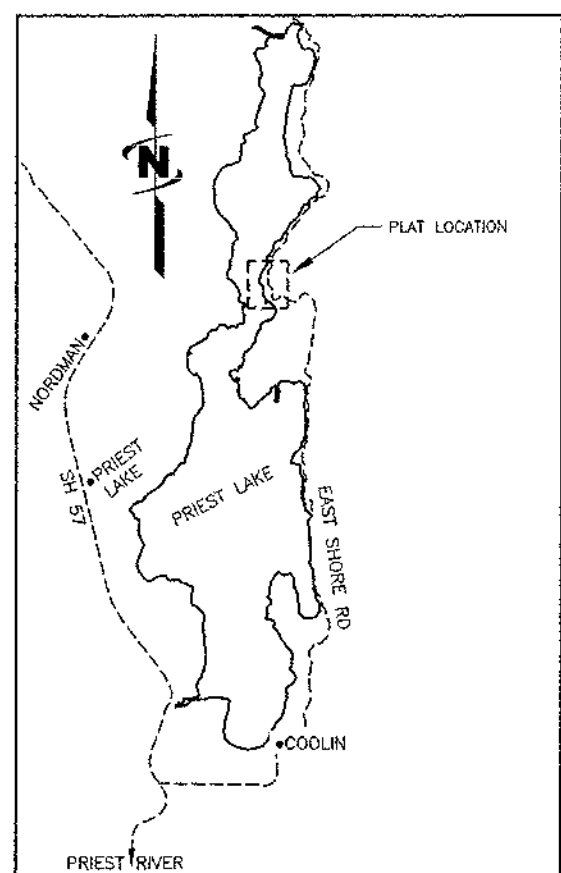 N
PLAT LOCATION
NORDMAN
PRIEST
LAKE
SH 57
PRIEST LAKE
EAST SHORE RD
COOLIN
PRIEST RIVER